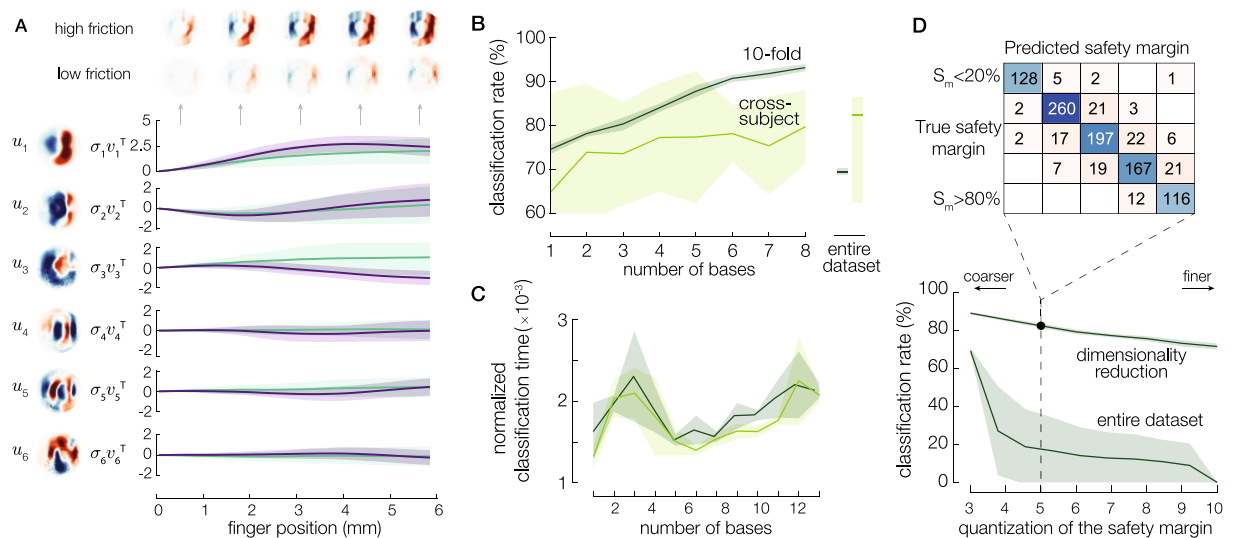 A
high friction
low friction
u1 σ1v1ᵀ
5
2.5
0
u2 σ2v2ᵀ
2
0
-2
u3 σ3v3ᵀ
2
0
-2
u4 σ4v4ᵀ
2
0
-2
u5 σ5v5ᵀ
2
0
-2
u6 σ6v6ᵀ
2
0
-2
0 1 2 3 4 5 6
finger position (mm)
B
classification rate (%)
100
90
80
70
60
10-fold
cross-
subject
1 2 3 4 5 6 7 8
number of bases
entire
dataset
C
normalized
classification time (×10⁻³)
3
2
1
2 4 6 8 10 12
number of bases
D
Predicted safety margin
Sm<20%
True safety
margin
Sm>80%
128 5 2 1
2 260 21 3
2 17 197 22 6
7 19 167 21
12 116
coarser
finer
classification rate (%)
100
80
60
40
20
0
dimensionality
reduction
entire dataset
3 4 5 6 7 8 9 10
quantization of the safety margin